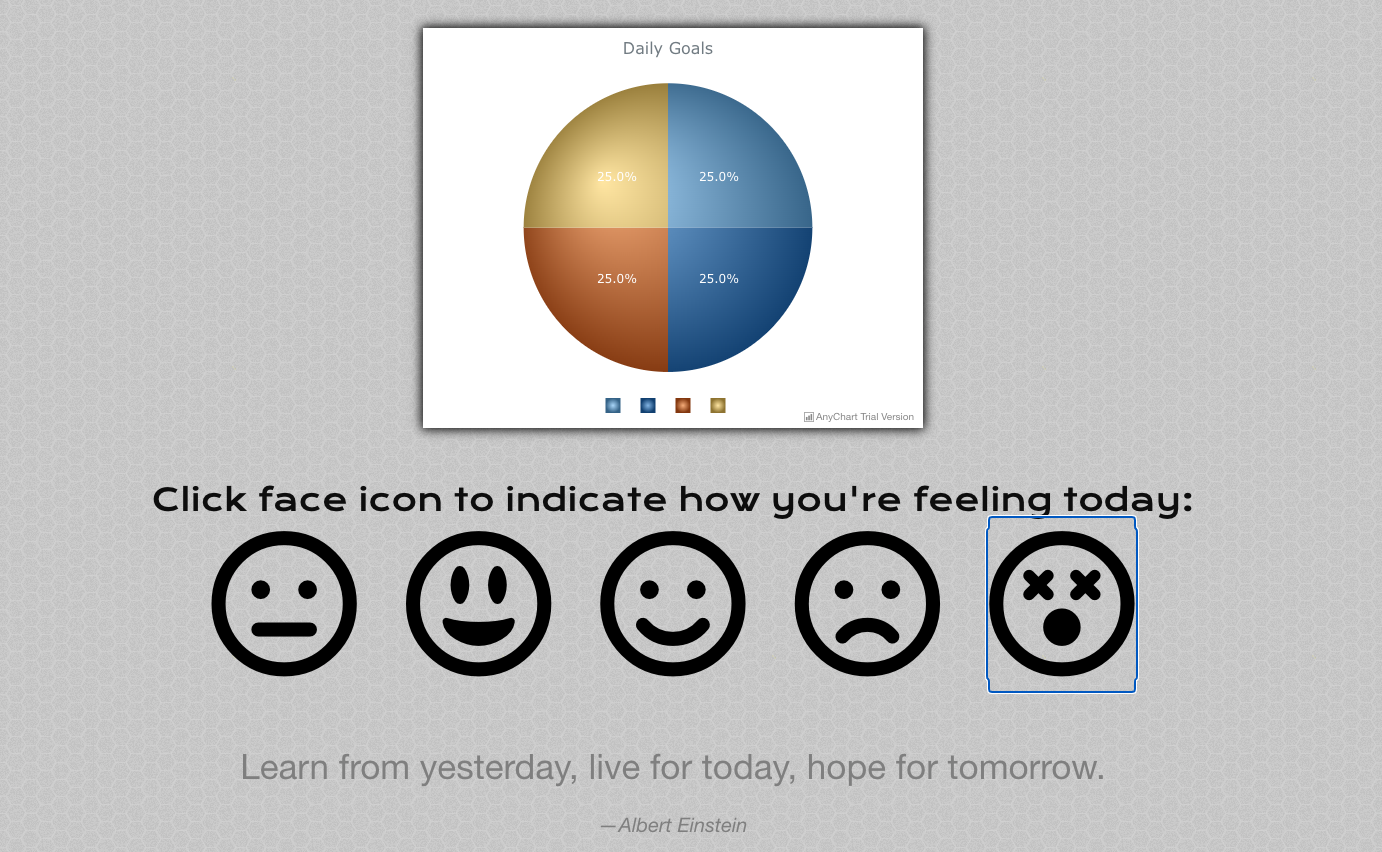 Daily Goals
25.0% 25.0%
25.0% 25.0%
AnyChart Trial Version
Click face icon to indicate how you're feeling today:
Learn from yesterday, live for today, hope for tomorrow.
—Albert Einstein